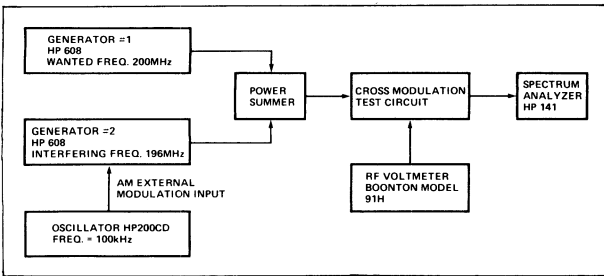 GENERATOR =1
HP 608
WANTED FREQ. 200MHz
POWER
SUMMER
CROSS MODULATION
TEST CIRCUIT
SPECTRUM
ANALYZER
HP 141
GENERATOR =2
HP 608
INTERFERING FREQ. 196MHz
AM EXTERNAL
MODULATION INPUT
RF VOLTMETER
BOONTON MODEL
91H
OSCILLATOR HP200CD
FREQ. = 100kHz